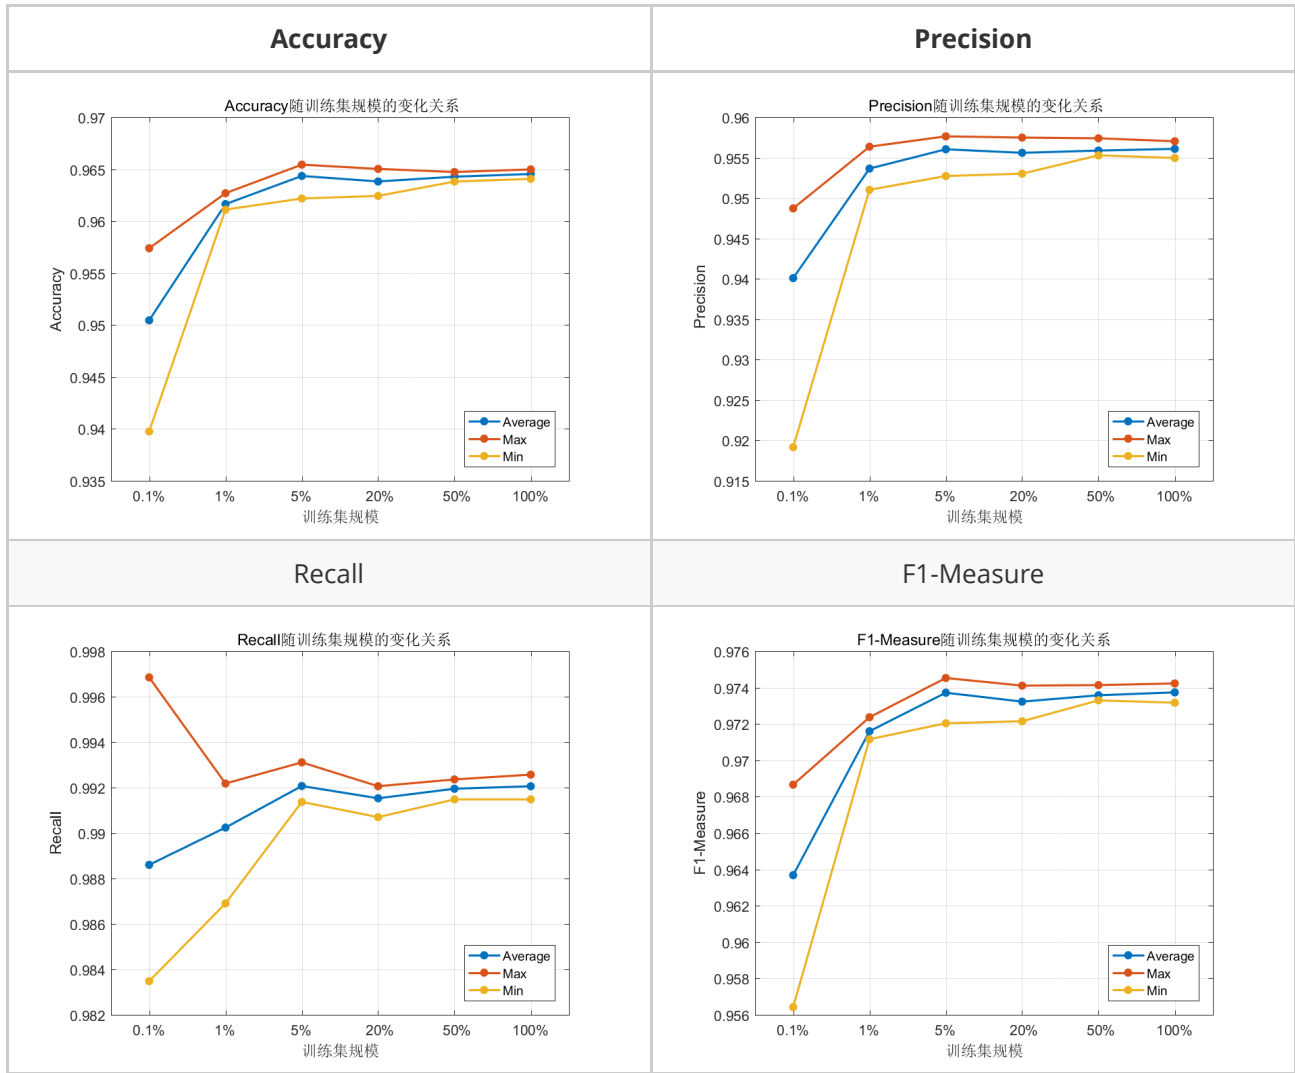 Accuracy
Precision
Accuracy随训练集规模的变化关系
0.97
0.965
0.96
0.955
0.95
0.945
0.94
0.935
Accuracy
0.1%
1%
5%
20%
50%
100%
训练集规模
Average
Max
Min
Precision随训练集规模的变化关系
0.96
0.955
0.95
0.945
0.94
0.935
0.93
0.925
0.92
0.915
Precision
0.1%
1%
5%
20%
50%
100%
训练集规模
Average
Max
Min
Recall
F1-Measure
Recall随训练集规模的变化关系
0.998
0.996
0.994
0.992
0.99
0.988
0.986
0.984
0.982
Recall
0.1%
1%
5%
20%
50%
100%
训练集规模
Average
Max
Min
F1-Measure随训练集规模的变化关系
0.976
0.974
0.972
0.97
0.968
0.966
0.964
0.962
0.96
0.958
0.956
F1-Measure
0.1%
1%
5%
20%
50%
100%
训练集规模
Average
Max
Min